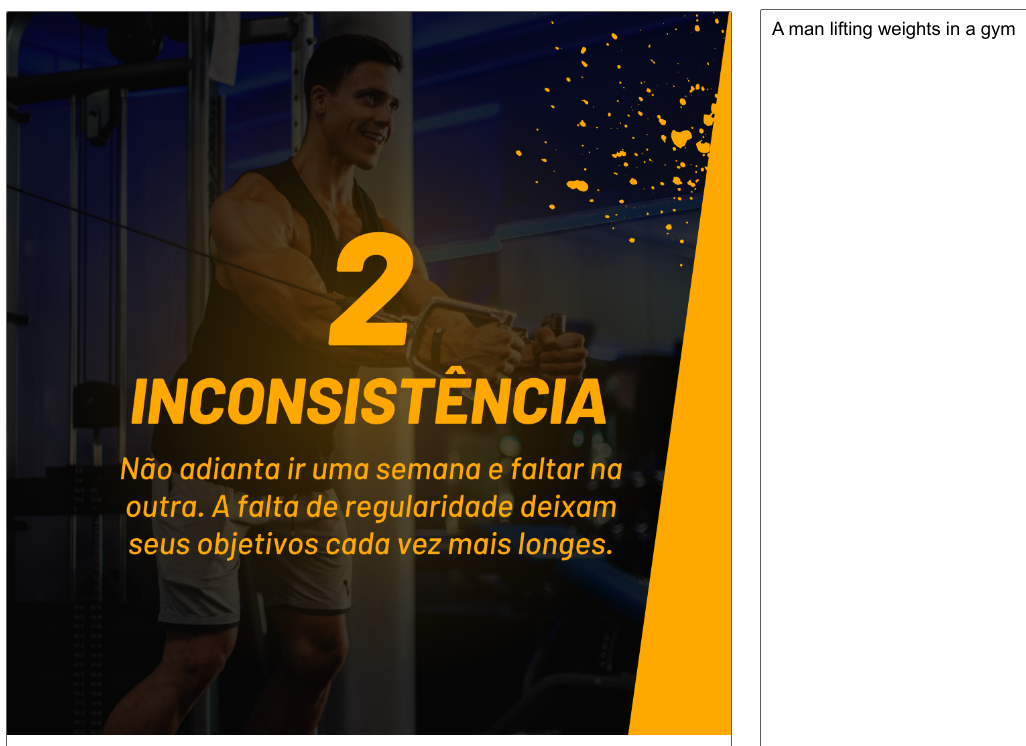 2
INCONSISTÊNCIA
Não adianta ir uma semana e faltar na
outra. A falta de regularidade deixam
seus objetivos cada vez mais longes.
A man lifting weights in a gym